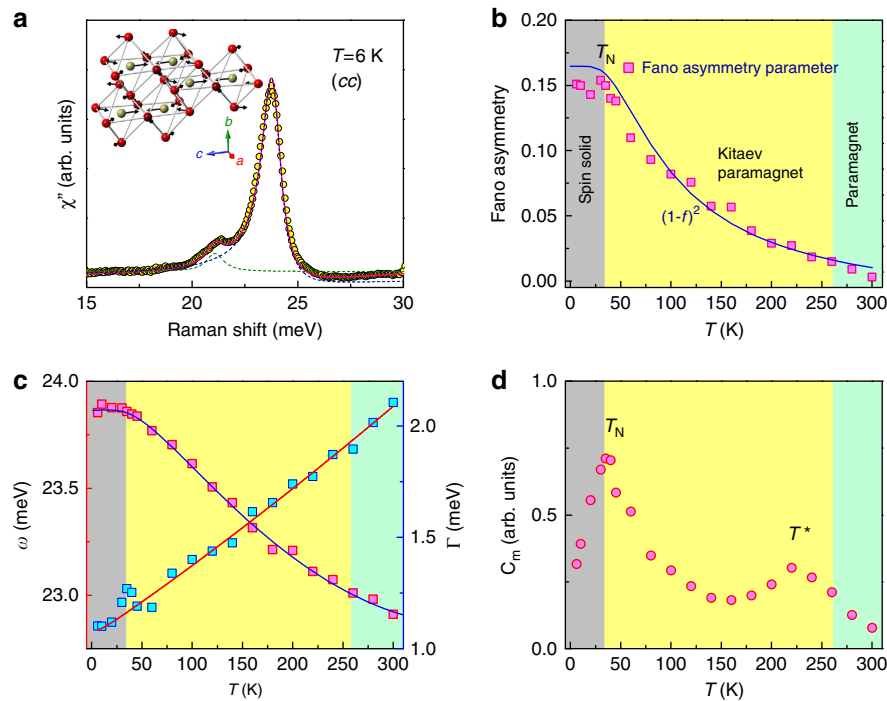 a
T=6 K
(cc)
b
c
a
χ" (arb. units)
15
20
25
30
Raman shift (meV)
b
0.20
0.15
0.10
0.05
0.00
Fano asymmetry
T_N
Fano asymmetry parameter
Spin solid
Kitaev
paramagnet
Paramagnet
(1-f)²
0
50
100
150
200
250
300
T (K)
c
24.0
23.5
23.0
ω (meV)
2.0
1.5
1.0
Γ (meV)
0
50
100
150
200
250
300
T (K)
d
1.0
0.5
0.0
C_m (arb. units)
T_N
T*
0
50
100
150
200
250
300
T (K)